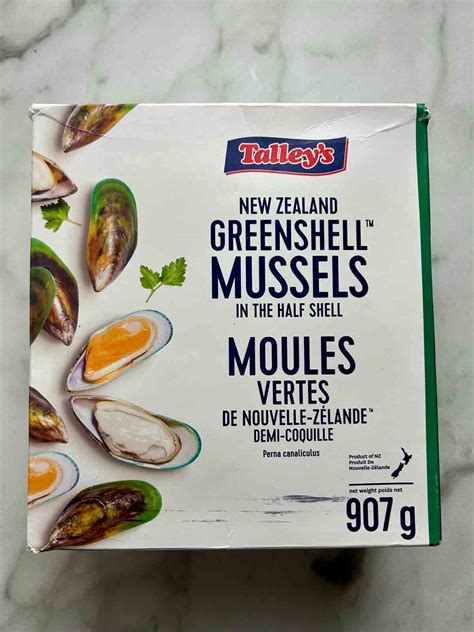 Talley's
NEW ZEALAND
GREENSHELL™
MUSSELS
IN THE HALF SHELL
MOULES
VERTES
DE NOUVELLE-ZÉLANDE™
DEMI-COQUILLE
Perna canaliculus
Product of NZ
Produit De
Nouvelle-Zélande
net weight poids net
907 g